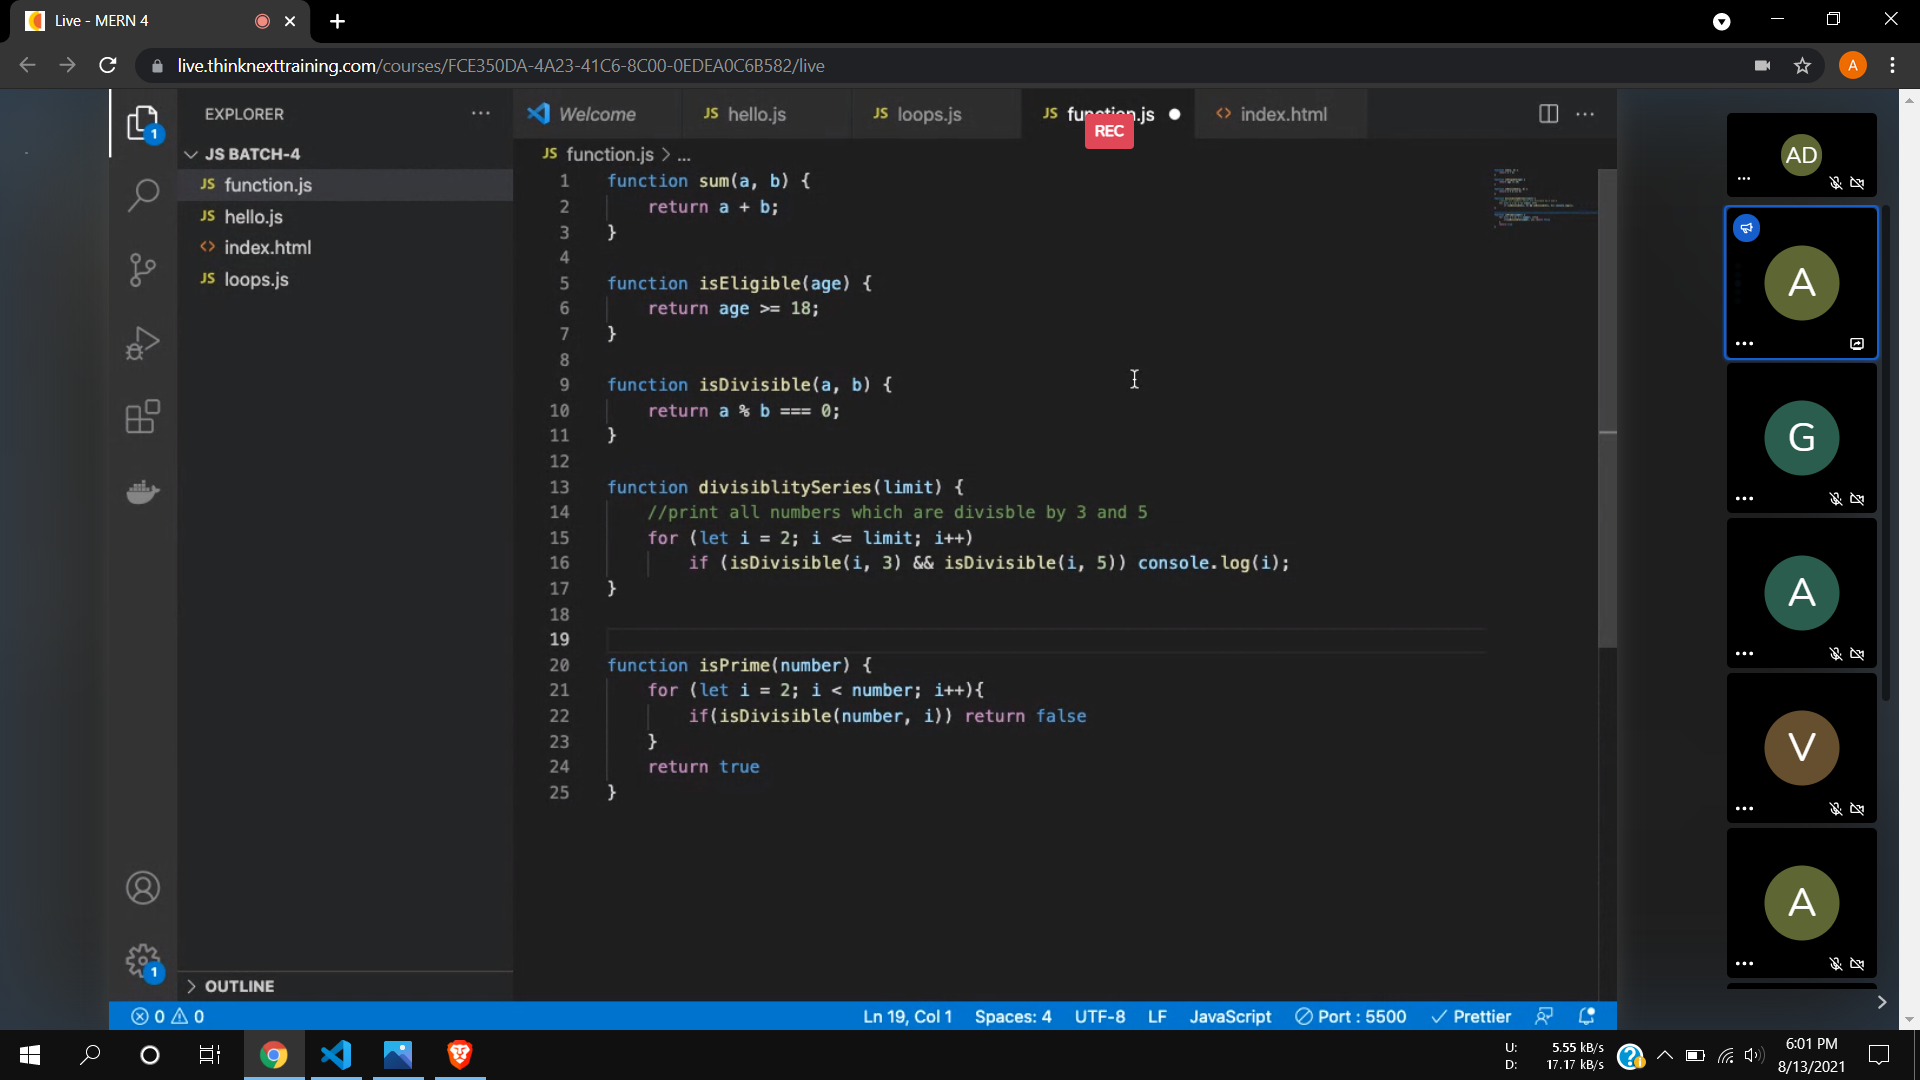 Live - MERN 4
live.thinknexttraining.com/courses/FCE350DA-4A23-41C6-8C00-0EDEA0C6B582/live
A
1
EXPLORER
Welcome
JS hello.js
JS loops.js
JS function.js
<> index.html
REC
JS BATCH-4
JS function.js
JS hello.js
<> index.html
JS loops.js
OUTLINE
1
JS function.js > ...
1 function sum(a, b) {
2 return a + b;
3 }
4
5 function isEligible(age) {
6 return age >= 18;
7 }
8
9 function isDivisible(a, b) {
10 return a % b === 0;
11 }
12
13 function divisiblitySeries(limit) {
14 //print all numbers which are divisble by 3 and 5
15 for (let i = 2; i <= limit; i++)
16 if (isDivisible(i, 3) && isDivisible(i, 5)) console.log(i);
17 }
18
19
20 function isPrime(number) {
21 for (let i = 2; i < number; i++){
22 if(isDivisible(number, i)) return false
23 }
24 return true
25 }
AD
A
G
A
V
A
0 0
Ln 19, Col 1 Spaces: 4 UTF-8 LF JavaScript Port : 5500 Prettier
U: 5.55 kB/s
D: 17.17 kB/s
6:01 PM
8/13/2021